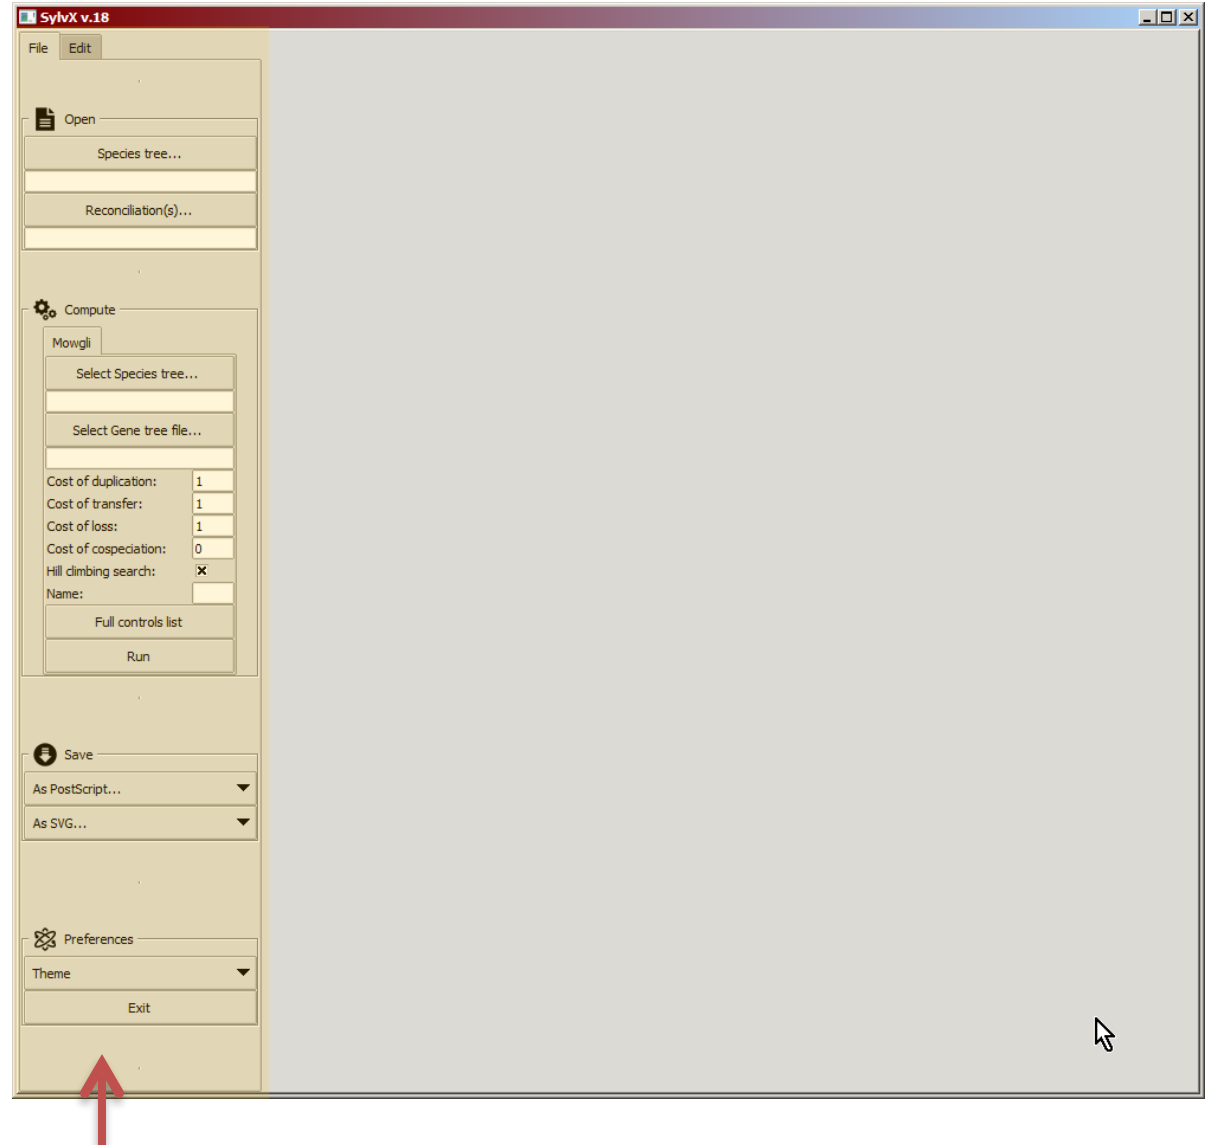 SylvX v.18
File Edit
Open
Species tree...
Reconciliation(s)...
Compute
Mowgli
Select Species tree...
Select Gene tree file...
Cost of duplication: 1
Cost of transfer: 1
Cost of loss: 1
Cost of cospeciation: 0
Hill climbing search:
Name:
Full controls list
Run
Save
As PostScript...
As SVG...
Preferences
Theme
Exit